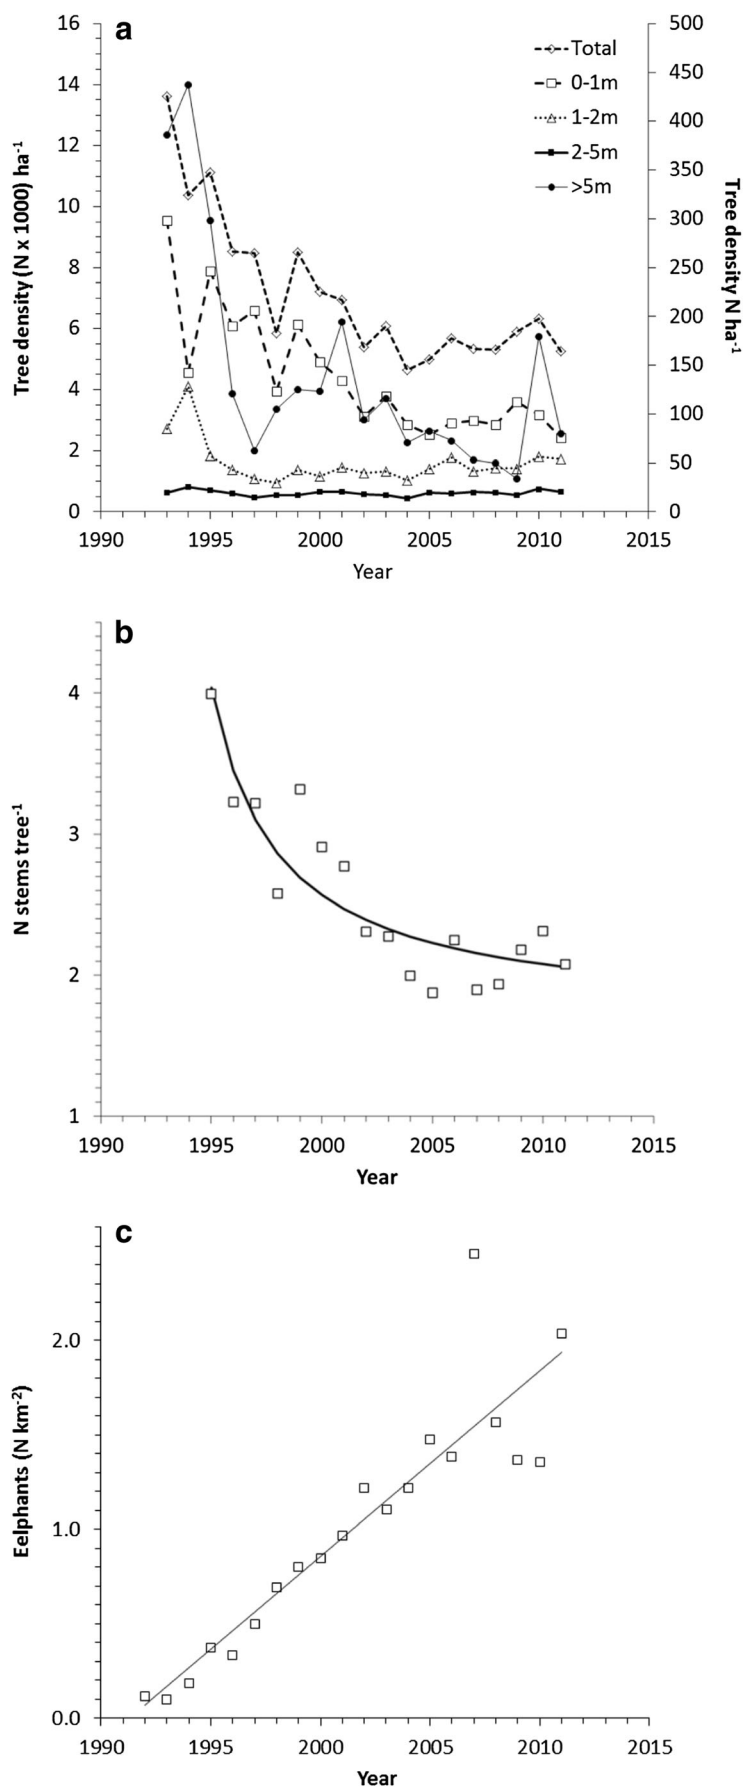 a
16
14
12
10
8
6
4
2
0
500
450
400
350
300
250
200
150
100
50
0
Total
0-1m
1-2m
2-5m
>5m
Tree density (N x 1000) ha⁻¹
Tree density N ha⁻¹
1990 1995 2000 2005 2010 2015
Year
b
4
3
2
1
N stems tree⁻¹
1990 1995 2000 2005 2010 2015
Year
c
2.0
1.0
0.0
Eelphants (N km⁻²)
1990 1995 2000 2005 2010 2015
Year